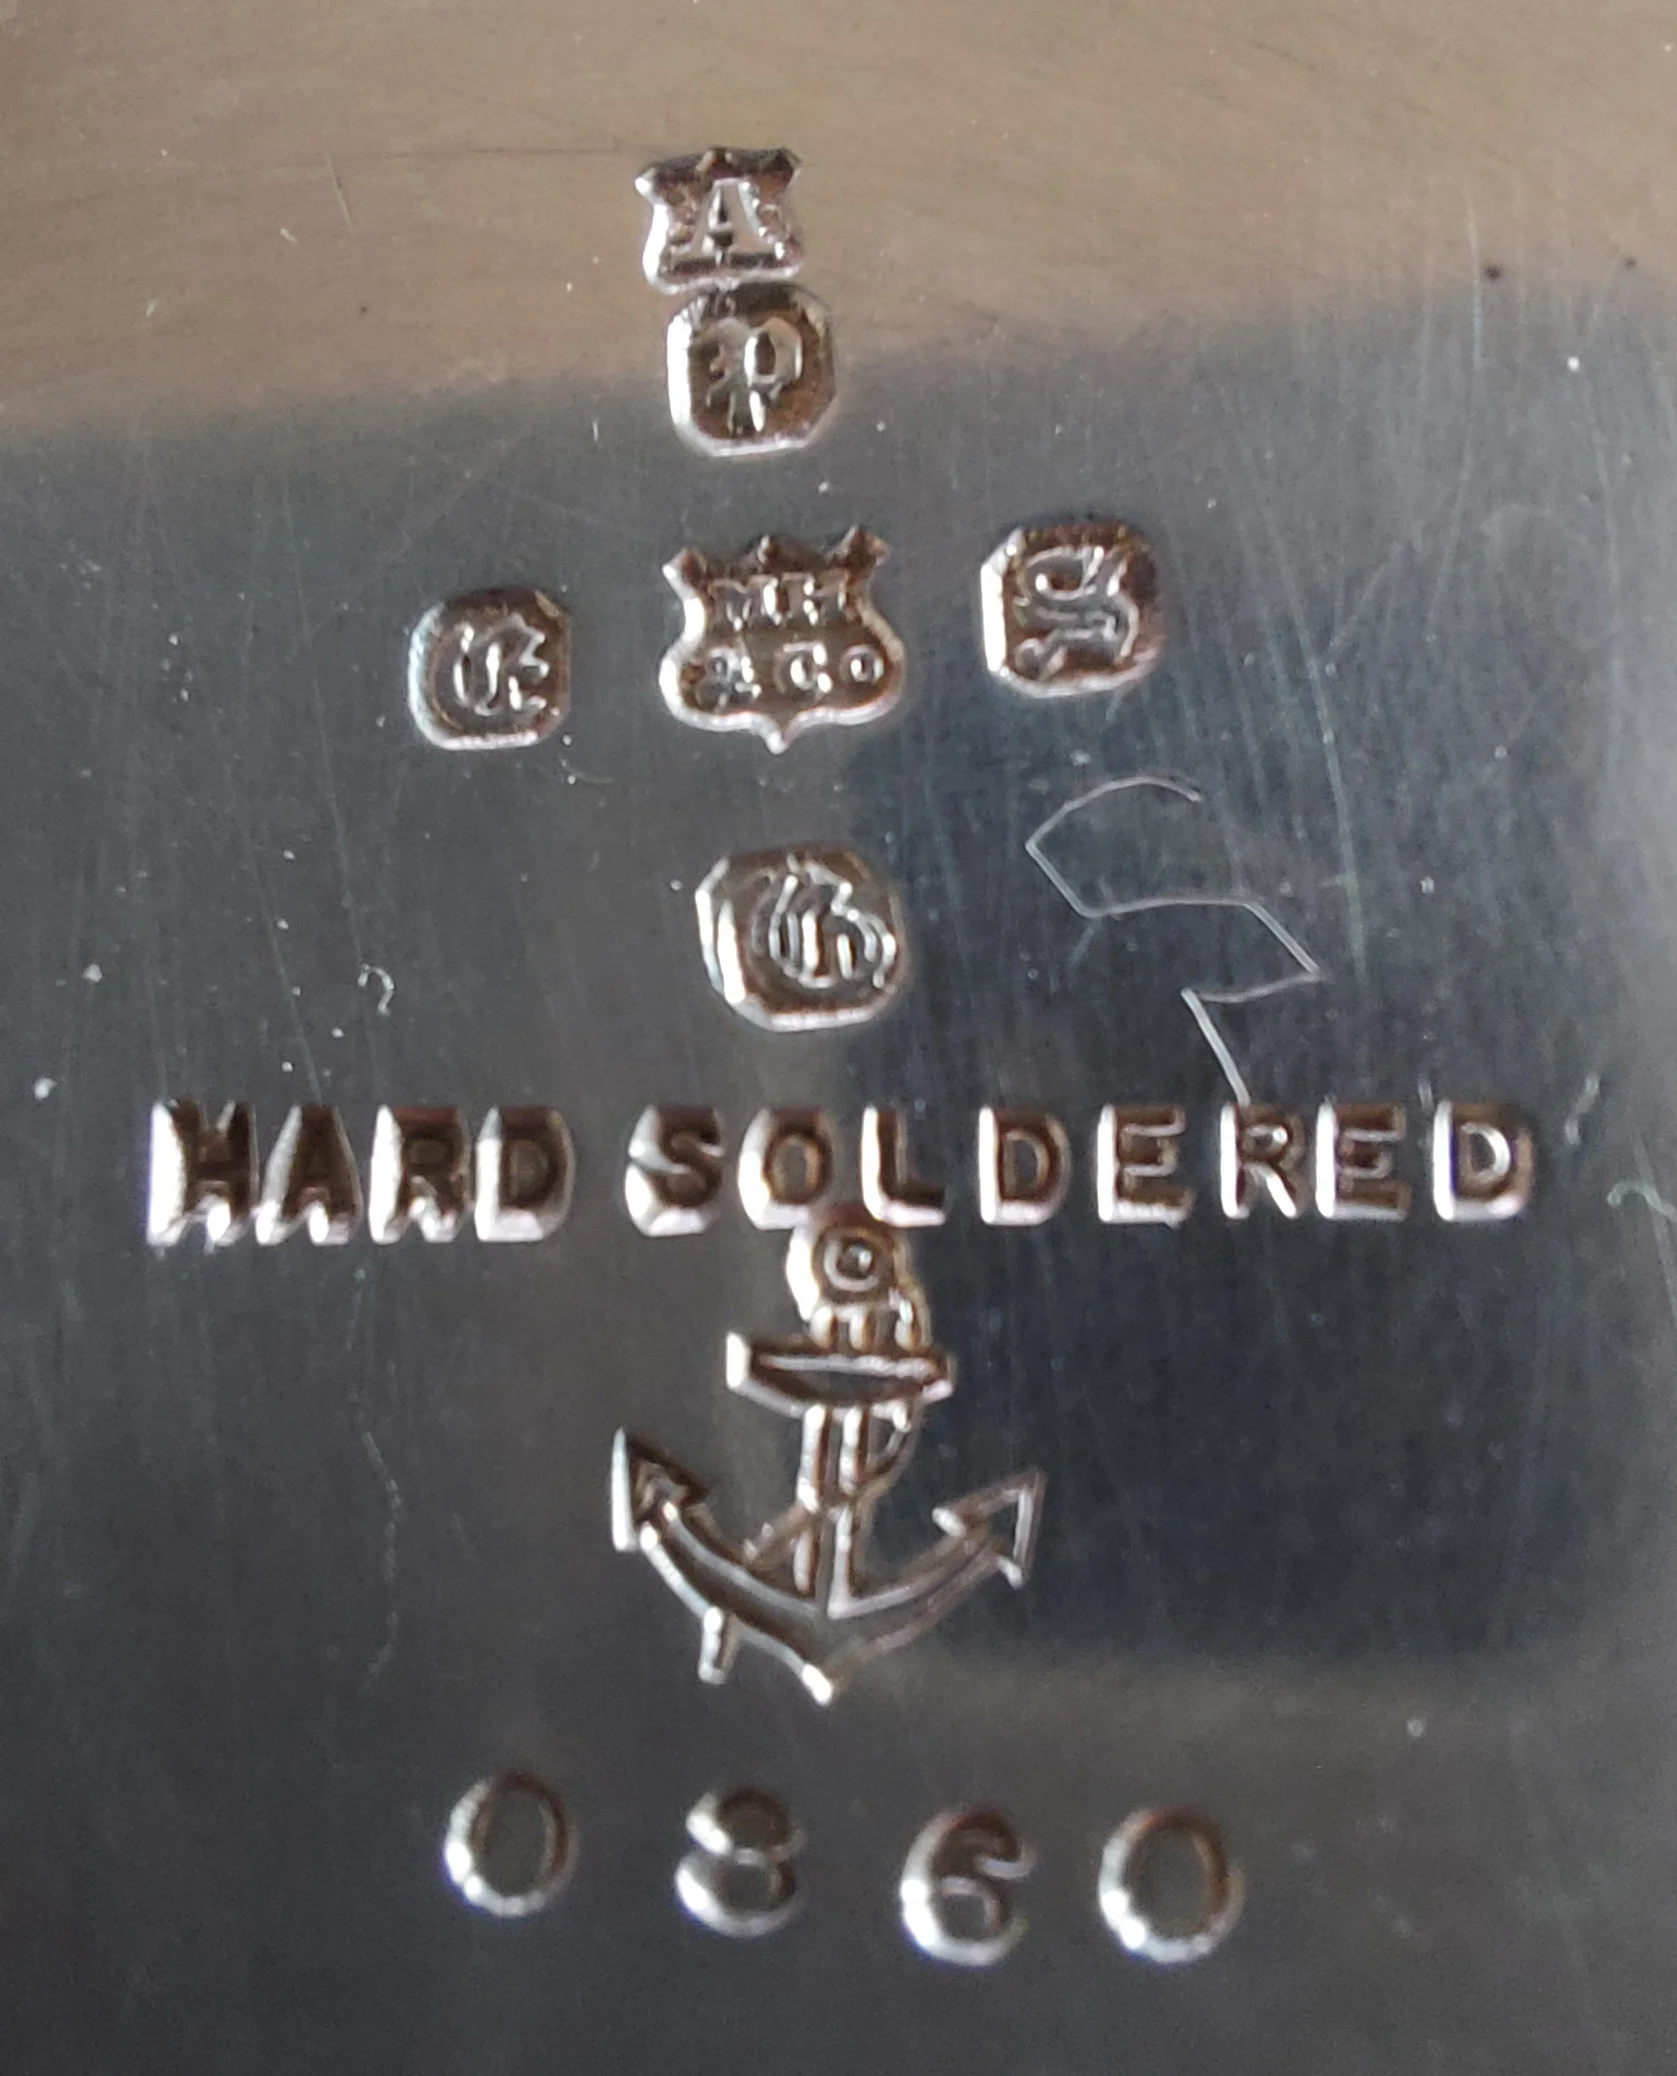 A
P
E MH S
& Co
G
HARD SOLDERED
0860